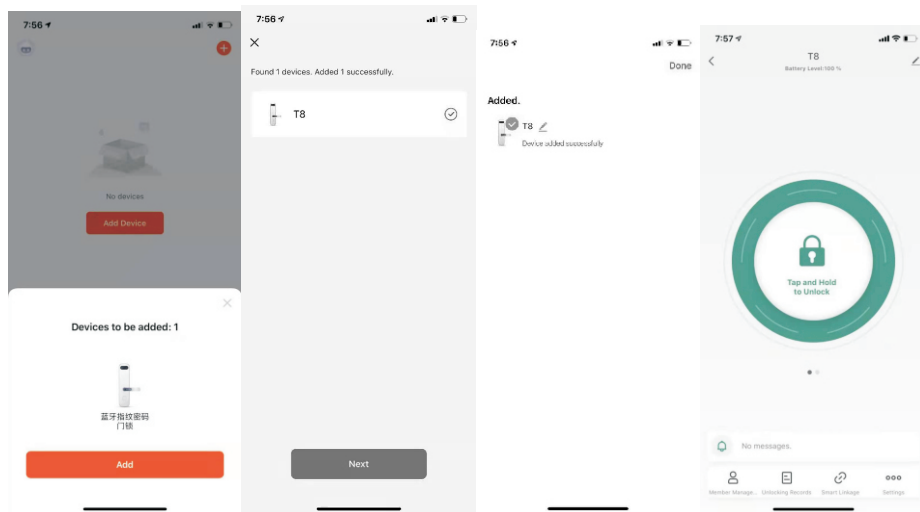 7:56
No devices
Add Device
Devices to be added: 1
蓝牙指纹密码
门锁
Add
7:56
Found 1 devices. Added 1 successfully.
T8
Next
7:56
Done
Added.
T8
Device added successfully
7:57
T8
Battery Level:100 %
Tap and Hold
to Unlock
No messages.
Member Manage...
Unlocking Records
Smart Linkage
Settings